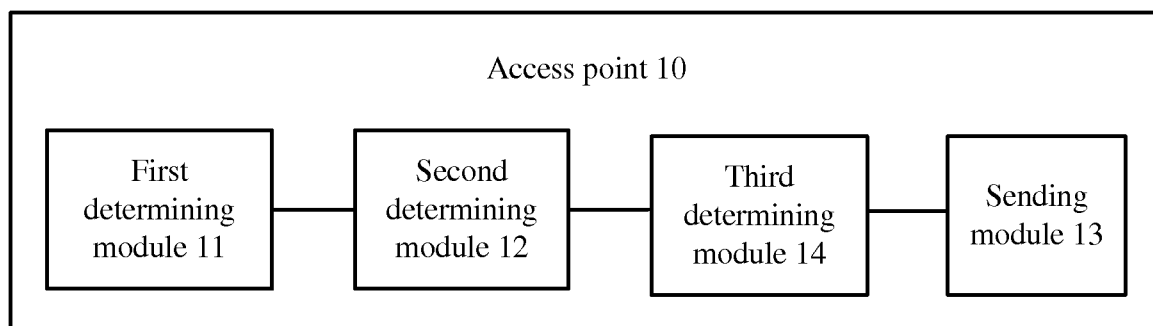 Access point 10
First
determining
module 11
Second
determining
module 12
Third
determining
module 14
Sending
module 13